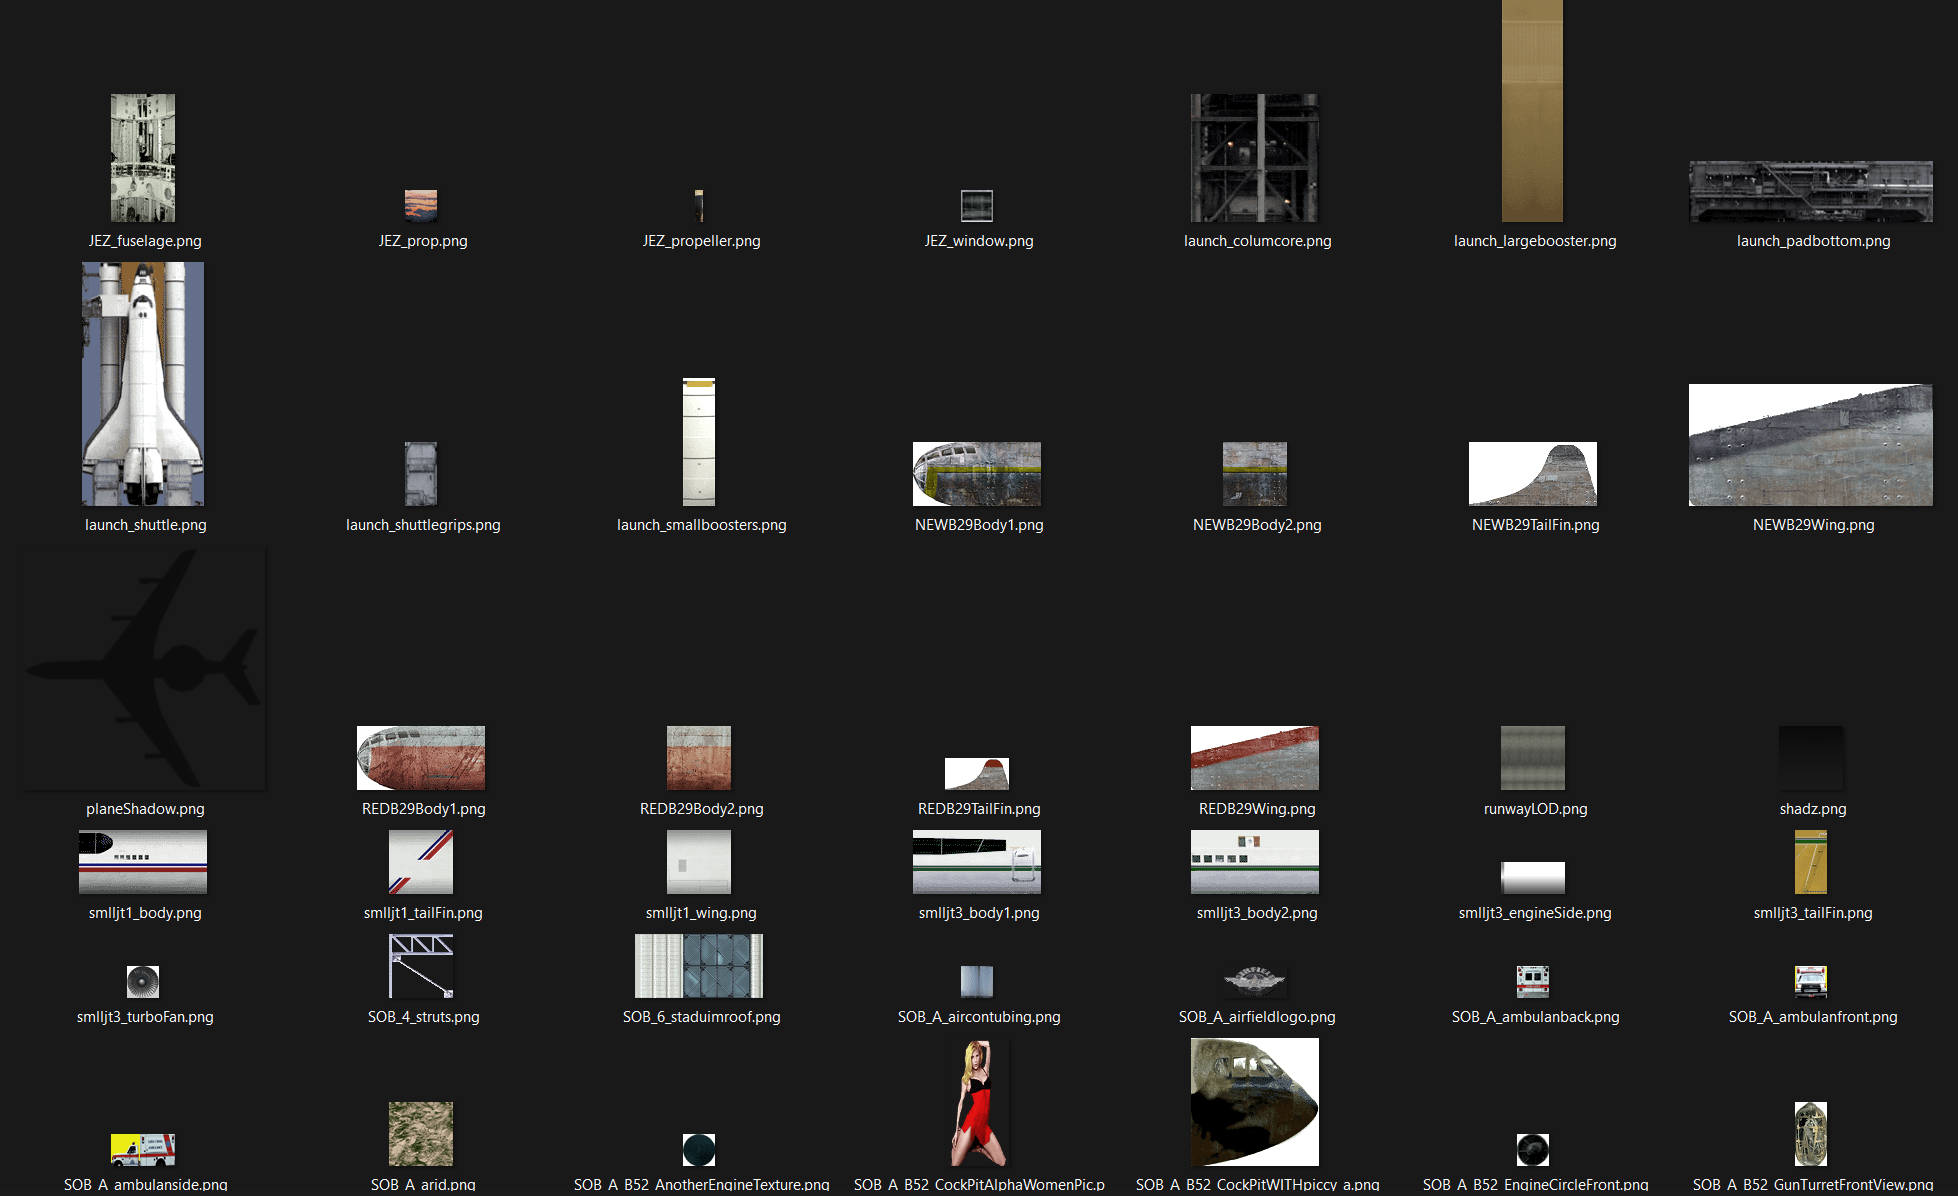 JEZ_fuselage.png
JEZ_prop.png
JEZ_propeller.png
JEZ_window.png
launch_columcore.png
launch_largebooster.png
launch_padbottom.png
launch_shuttle.png
launch_shuttlegrips.png
launch_smallboosters.png
NEWB29Body1.png
NEWB29Body2.png
NEWB29TailFin.png
NEWB29Wing.png
planeShadow.png
REDB29Body1.png
REDB29Body2.png
REDB29TailFin.png
REDB29Wing.png
runwayLOD.png
shadz.png
smlljt1_body.png
smlljt1_tailFin.png
smlljt1_wing.png
smlljt3_body1.png
smlljt3_body2.png
smlljt3_engineSide.png
smlljt3_tailFin.png
AIRFIELD
smlljt3_turboFan.png
SOB_4_struts.png
SOB_6_staduimroof.png
SOB_A_aircontubing.png
SOB_A_airfieldlogo.png
SOB_A_ambulanback.png
SOB_A_ambulanfront.png
SOB_A_ambulanside.png
SOB_A_arid.png
SOB_A_B52_AnotherEngineTexture.png
SOB_A_B52_CockPitAlphaWomenPic.p
SOB_A_B52_CockPitWITHpiccy_a.png
SOB_A_B52_EngineCircleFront.png
SOB_A_B52_GunTurretFrontView.png